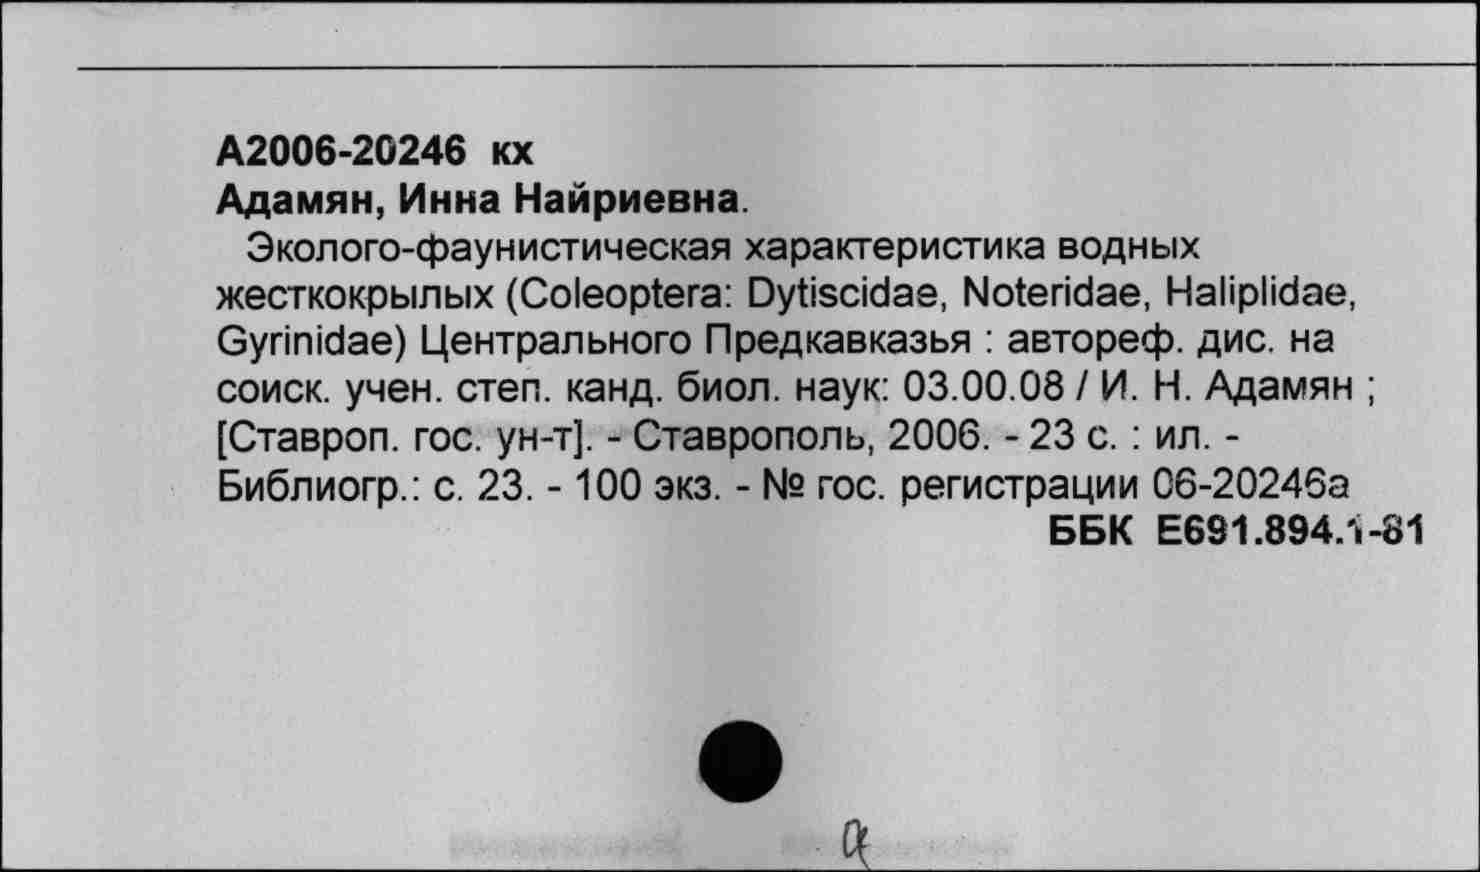 А2006-20246 кх
Адамян, Инна Найриевна.
Эколого-фаунистическая характеристика водных
жесткокрылых (Coleoptera: Dytiscidae, Noteridae, Haliplidae,
Gyrinidae) Центрального Предкавказья : автореф. дис. на
соиск. учен. степ. канд. биол. наук: 03.00.08 / И. Н. Адамян ;
[Ставроп. гос. ун-т]. - Ставрополь, 2006. - 23 с. : ил. -
Библиогр.: с. 23. - 100 экз. - № гос. регистрации 06-20246а
ББК Е691.894.1-81